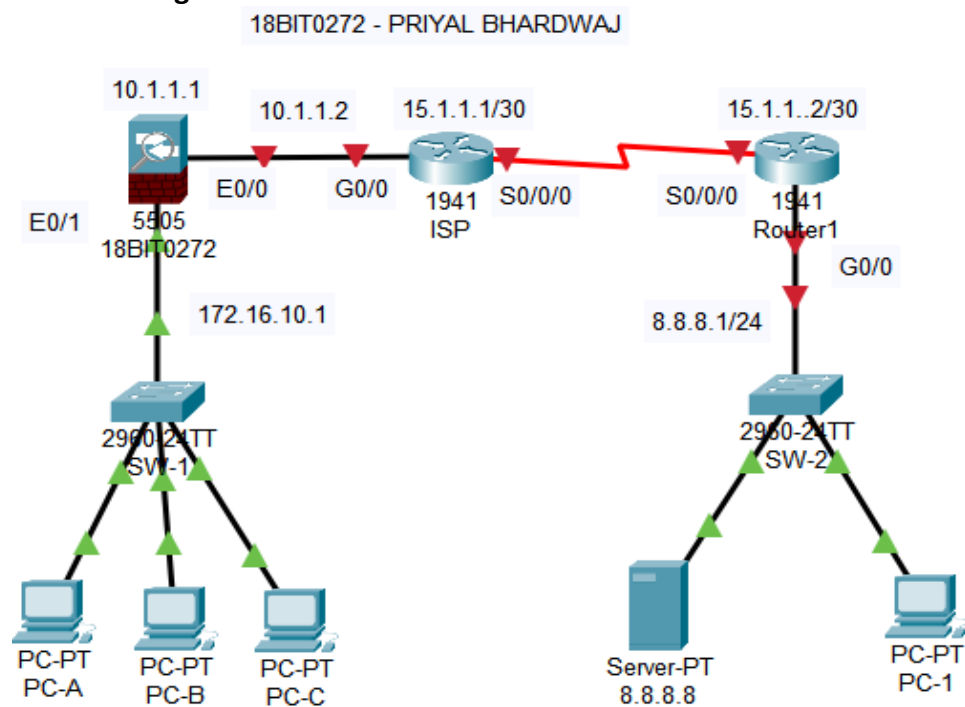 18BIT0272 - PRIYAL BHARDWAJ
10.1.1.1
10.1.1.2
15.1.1.1/30
15.1.1..2/30
E0/0
G0/0
S0/0/0
S0/0/0
1941
ISP
1941
Router1
E0/1
5505
18BIT0272
G0/0
172.16.10.1
8.8.8.1/24
2960-24TT
SW-1
2960-24TT
SW-2
PC-PT
PC-A
PC-PT
PC-B
PC-PT
PC-C
Server-PT
8.8.8.8
PC-PT
PC-1